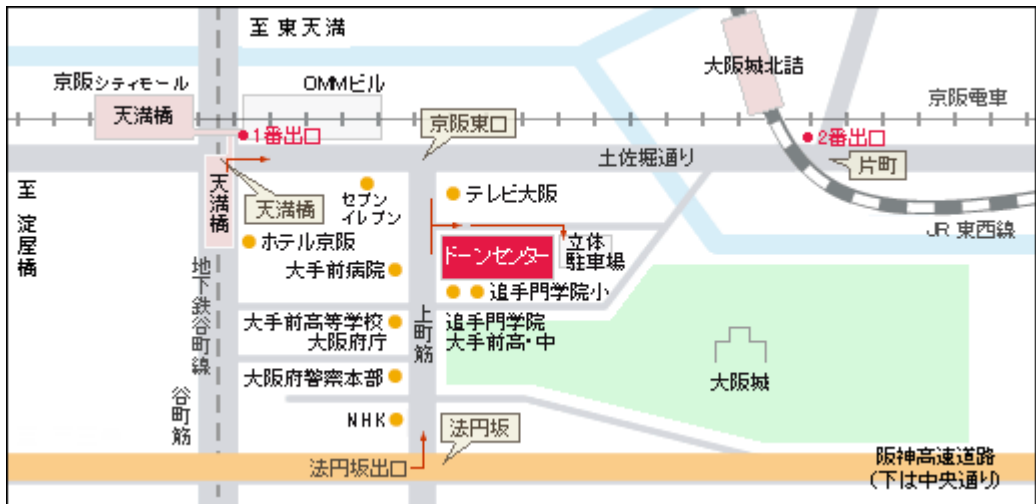 至 東天満
大阪城北詰
京阪シティモール
OMMビル
京阪電車
天満橋
1番出口
京阪東口
2番出口
土佐堀通り
片町
至 淀屋橋
天満橋
天満橋
セブン
イレブン
テレビ大阪
JR 東西線
ホテル京阪
ドーンセンター
立体
駐車場
大手前病院
追手門学院小
地下鉄谷町線
大手前高等学校
大阪府庁
上町筋
追手門学院
大手前高・中
大阪府警察本部
大阪城
谷町筋
NHK
法円坂
法円坂出口
阪神高速道路
(下は中央通り)